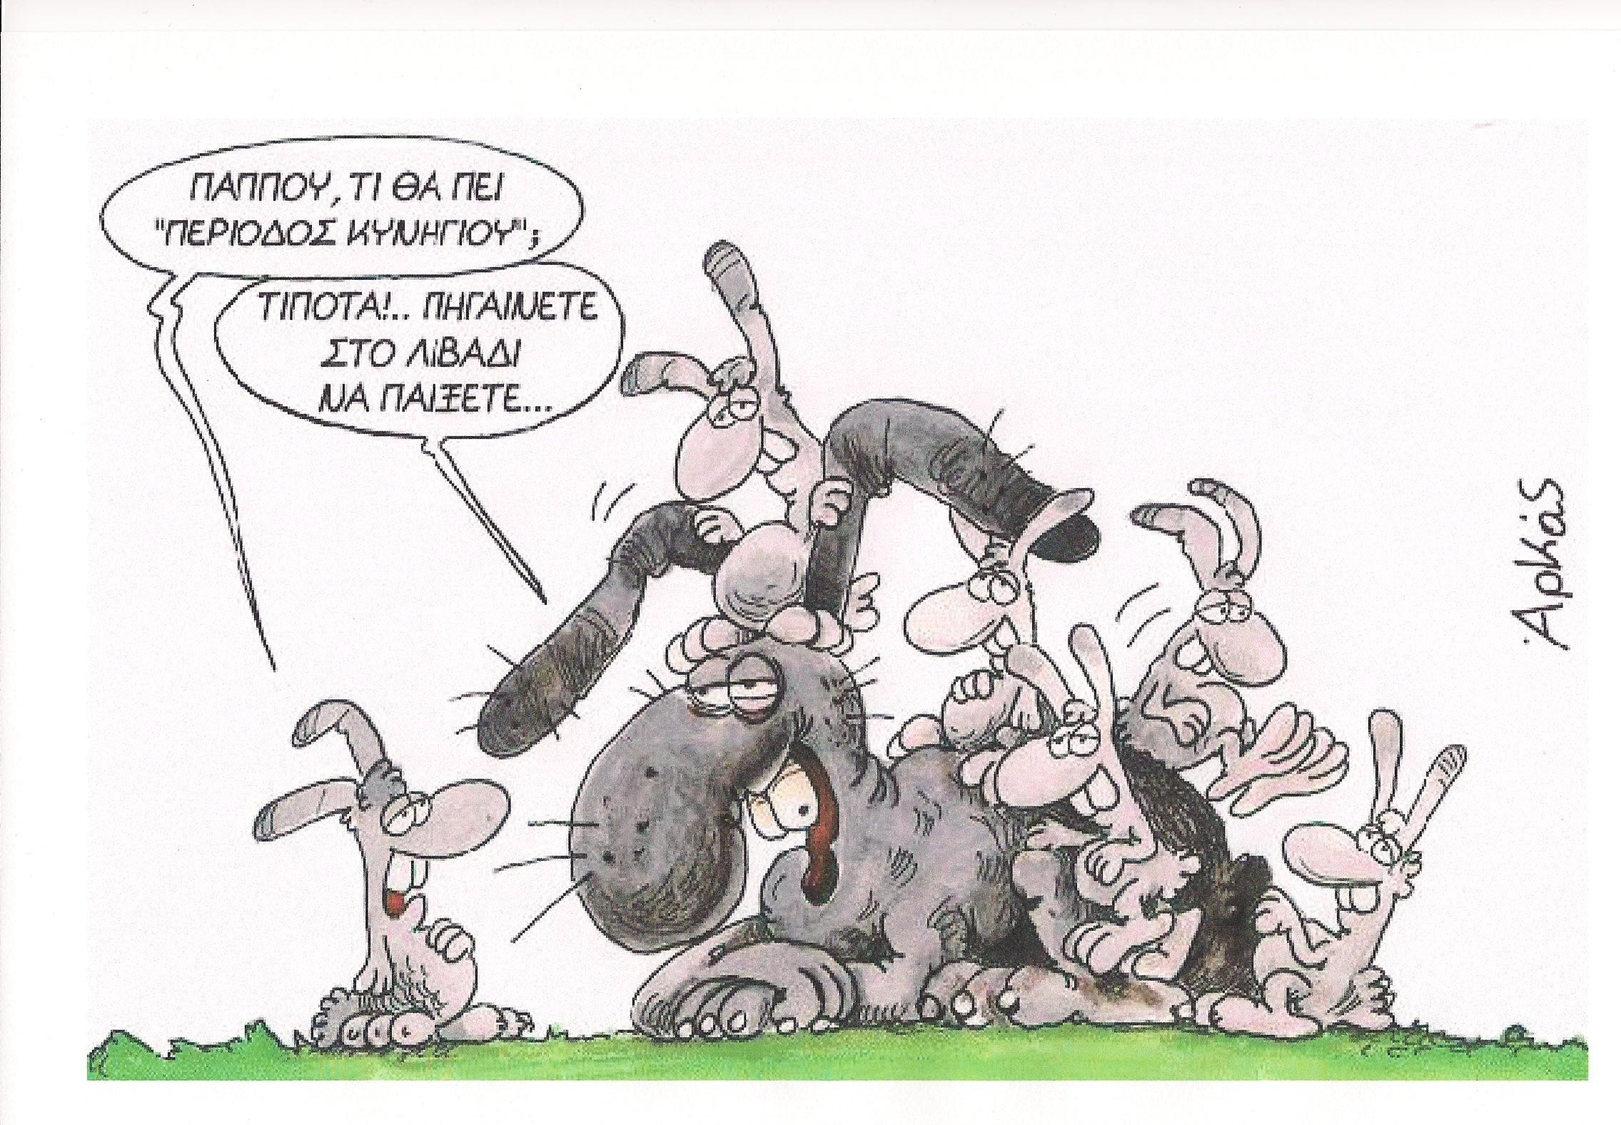 ΠΑΠΠΟΥ, ΤΙ ΘΑ ΠΕΙ
"ΠΕΡΙΟΔΟΣ ΚΥΝΗΓΙΟΥ";
ΤΙΠΟΤΑ!.. ΠΗΓΑΙΝΕΤΕ
ΣΤΟ ΛΙΒΑΔΙ
ΝΑ ΠΑΙΞΕΤΕ...
Αρκάς